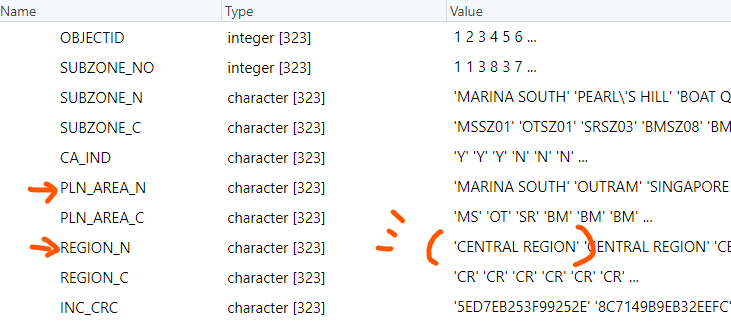 Name Type Value
OBJECTID integer [323] 1 2 3 4 5 6 ...
SUBZONE_NO integer [323] 1 1 3 8 3 7 ...
SUBZONE_N character [323] 'MARINA SOUTH' 'PEARL\'S HILL' 'BOAT Q
SUBZONE_C character [323] 'MSSZ01' 'OTSZ01' 'SRSZ03' 'BMSZ08' 'BM
CA_IND character [323] 'Y' 'Y' 'Y' 'N' 'N' 'N' ...
PLN_AREA_N character [323] 'MARINA SOUTH' 'OUTRAM' 'SINGAPORE
PLN_AREA_C character [323] 'MS' 'OT' 'SR' 'BM' 'BM' 'BM' ...
REGION_N character [323] 'CENTRAL REGION' 'CENTRAL REGION' 'CE
REGION_C character [323] 'CR' 'CR' 'CR' 'CR' 'CR' 'CR' ...
INC_CRC character [323] '5ED7EB253F99252E' '8C7149B9EB32EEFC'